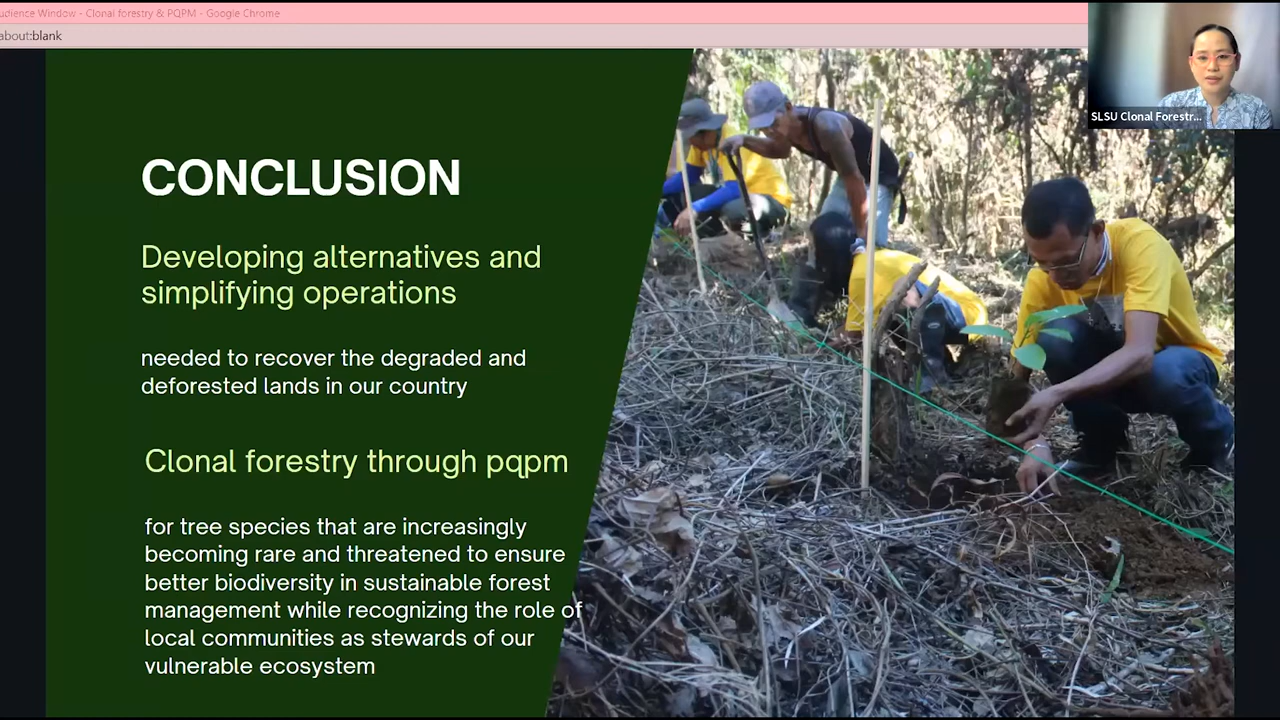 udience Window - Clonal forestry & PQPM - Google Chrome
about:blank
SLSU Clonal Forestr...
CONCLUSION
Developing alternatives and
simplifying operations
needed to recover the degraded and
deforested lands in our country
Clonal forestry through pqpm
for tree species that are increasingly
becoming rare and threatened to ensure
better biodiversity in sustainable forest
management while recognizing the role of
local communities as stewards of our
vulnerable ecosystem